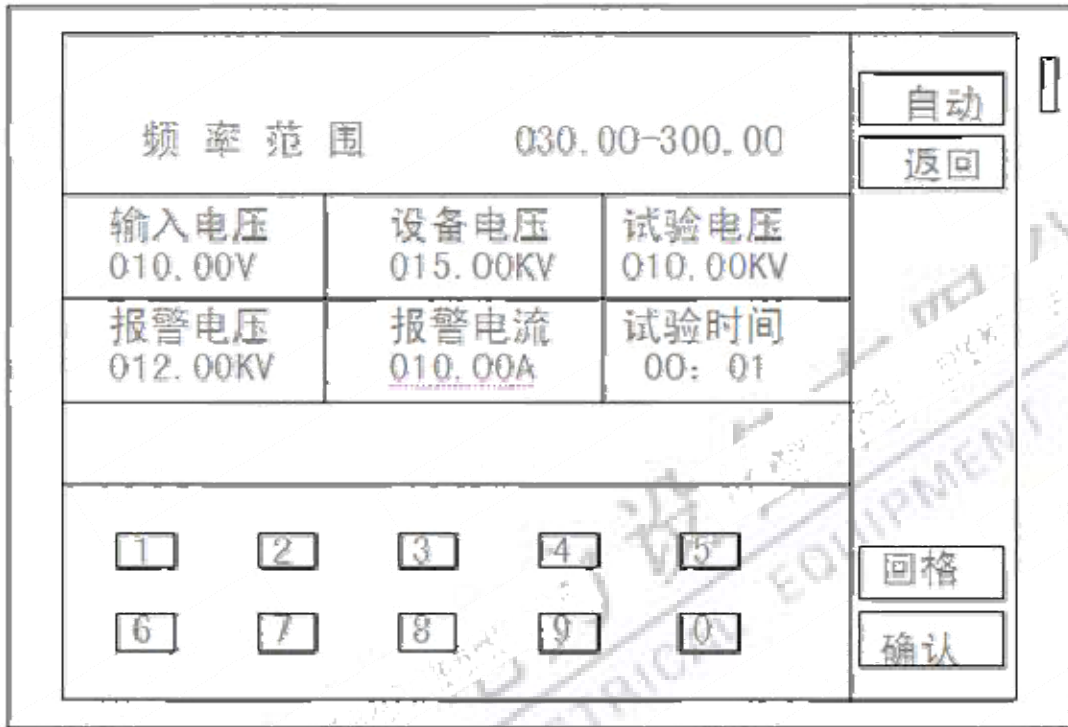 频率范围 030.00-300.00
自动
返回
输入电压 设备电压 试验电压
010.00V 015.00KV 010.00KV
报警电压 报警电流 试验时间
012.00KV 010.00A 00: 01
1 2 3 4 5
6 7 8 9 0
回格
确认
EQUIPMENT